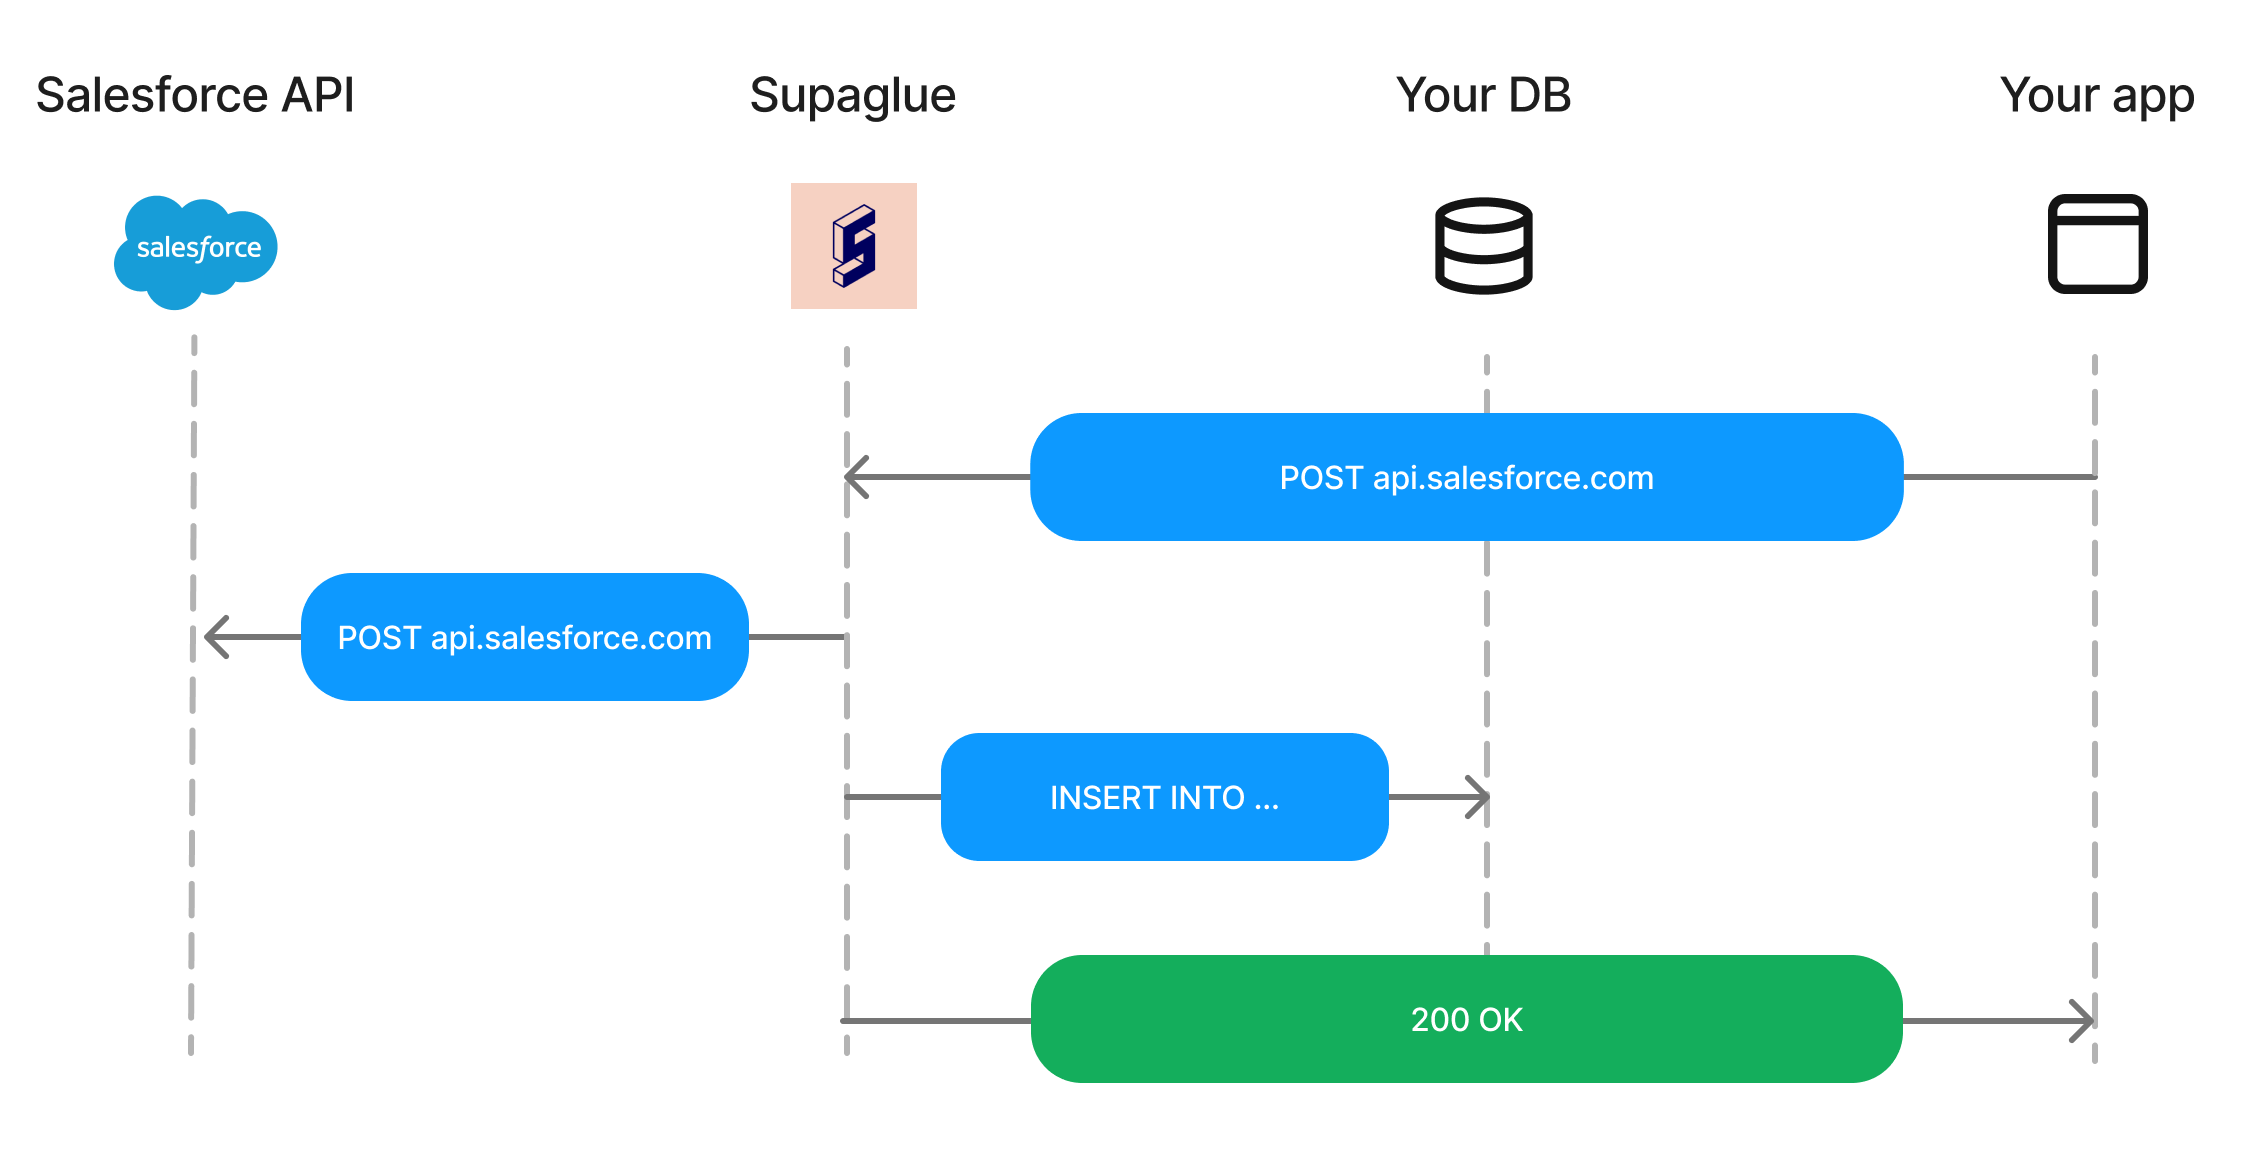 Salesforce API
Supaglue
Your DB
Your app
salesforce
POST api.salesforce.com
POST api.salesforce.com
INSERT INTO ...
200 OK